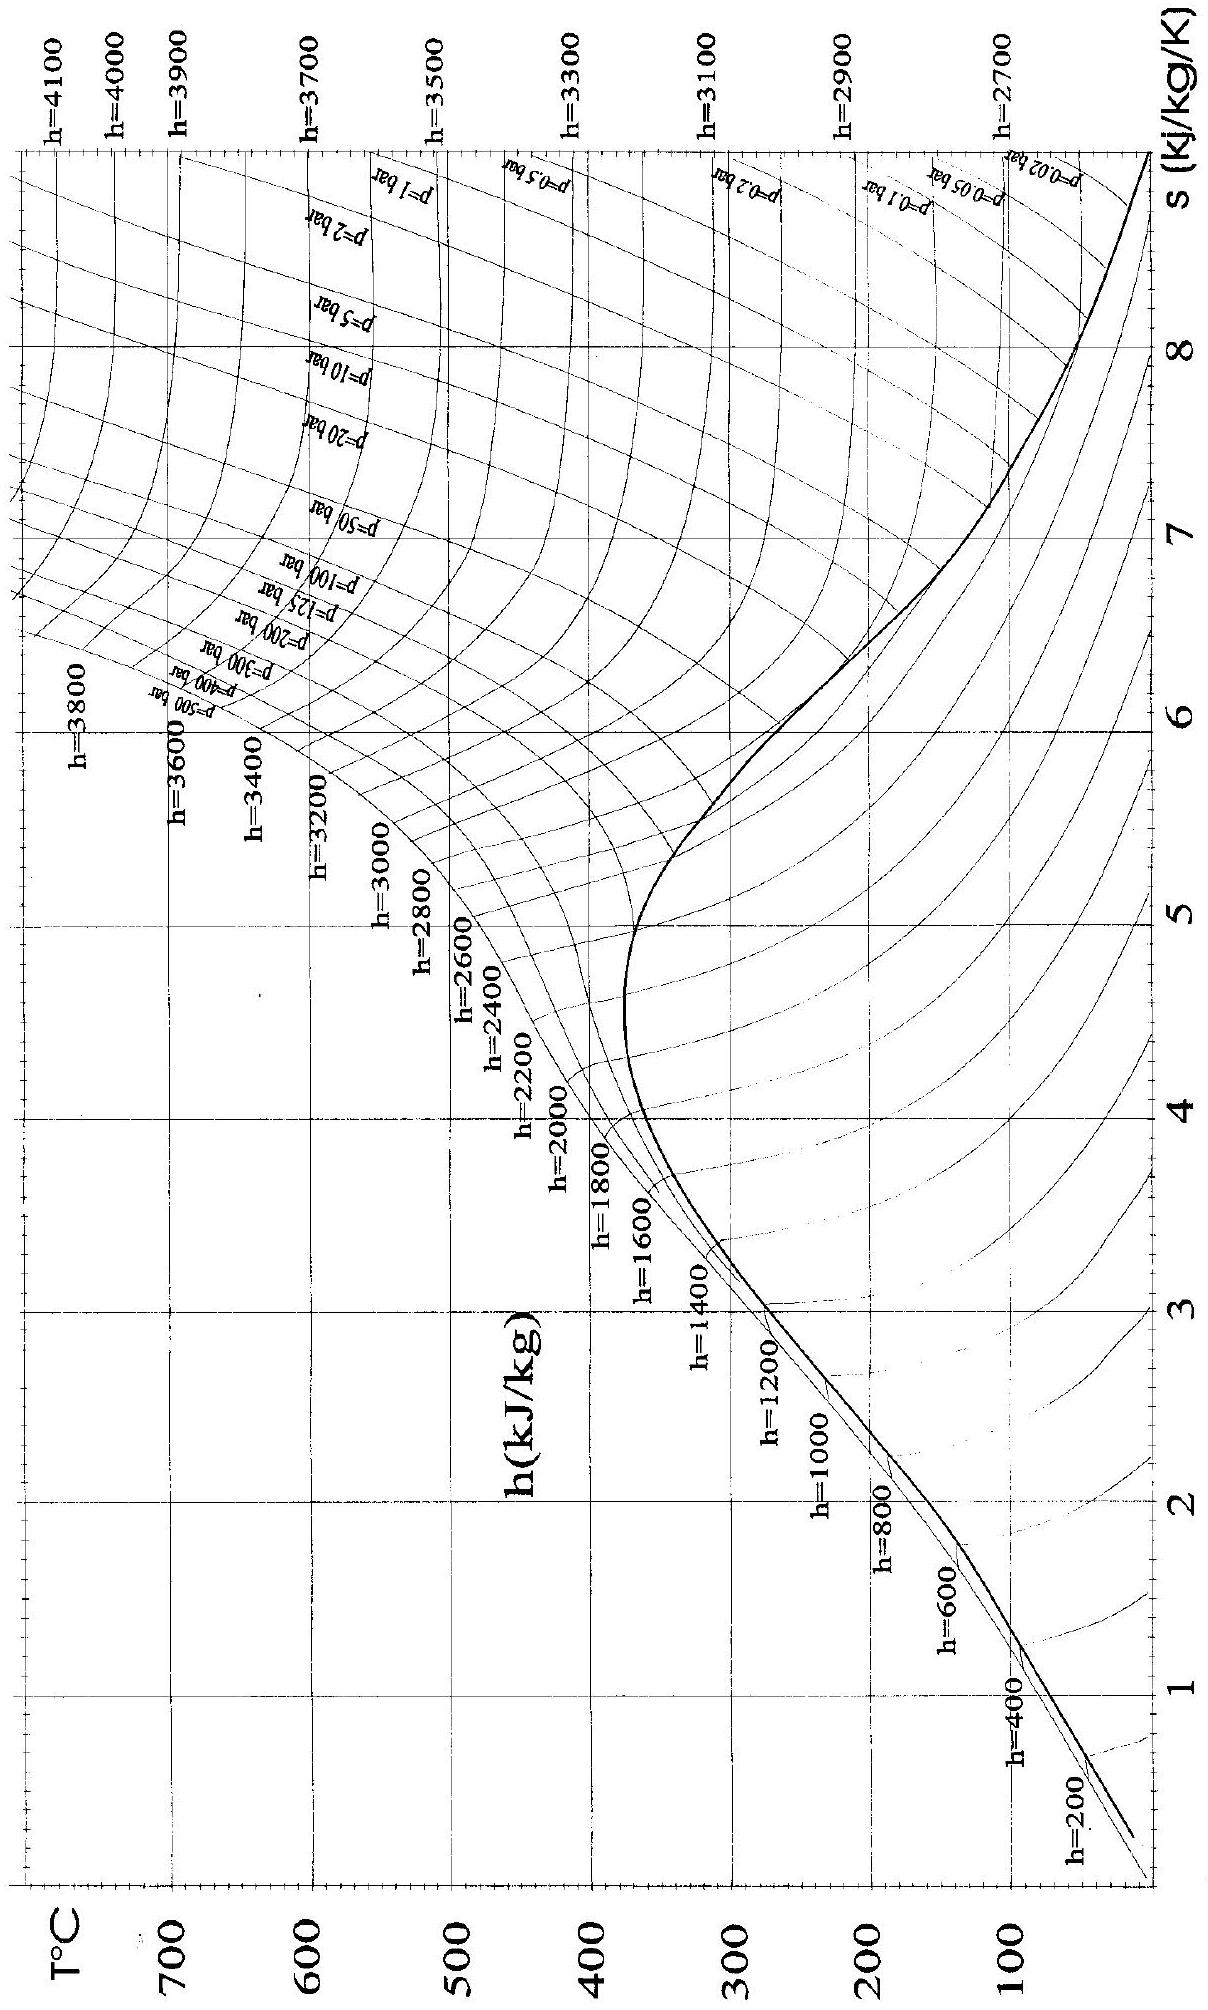 T°C
700
600
500
400
300
200
100
1
2
3
4
5
6
7
8
s (kj/kg/K)
h(kJ/kg)
h=200
h=400
h=600
h=800
h=1000
h=1200
h=1400
h=1600
h=1800
h=2000
h=2200
h=2400
h=2600
h=2800
h=3000
h=3200
h=3400
h=3600
h=3800
p=500 bar
p=400 bar
p=300 bar
p=200 bar
p=125 bar
p=100 bar
p=50 bar
p=20 bar
p=10 bar
p=5 bar
p=2 bar
p=1 bar
p=0.5 bar
p=0.2 bar
p=0.1 bar
p=0.05 bar
p=0.02 bar
h=4100
h=4000
h=3900
h=3700
h=3500
h=3300
h=3100
h=2900
h=2700